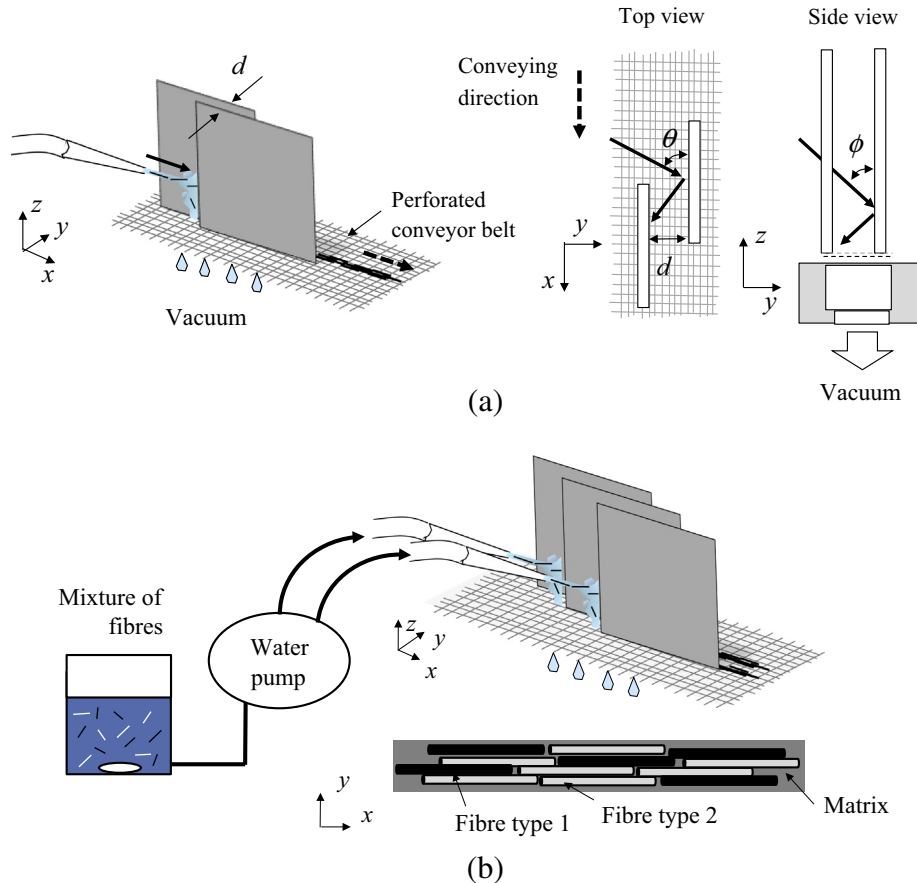 Top view
Side view
d
Conveying
direction
θ
ϕ
z
y
x
Perforated
conveyor belt
y
x
d
z
y
Vacuum
Vacuum
(a)
Mixture of
fibres
Water
pump
z
y
x
y
x
Fibre type 1
Fibre type 2
Matrix
(b)